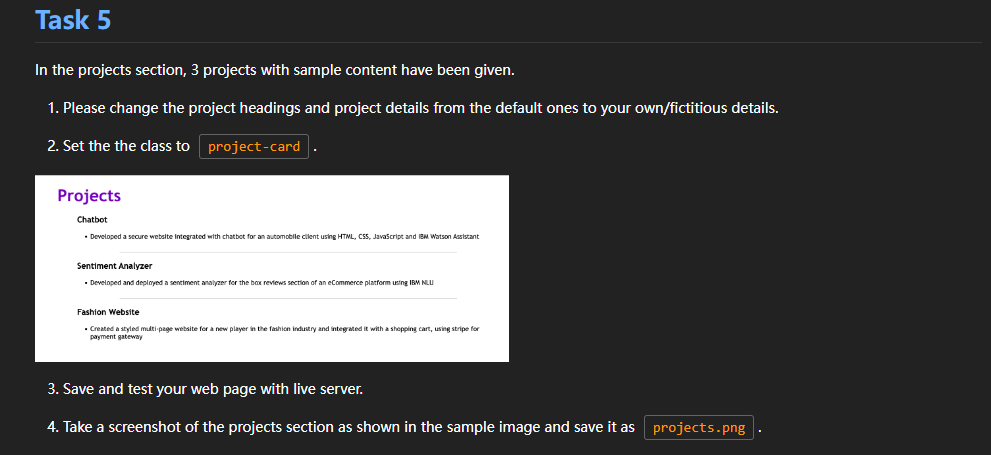 Task 5
In the projects section, 3 projects with sample content have been given.
1. Please change the project headings and project details from the default ones to your own/fictitious details.
2. Set the the class to project-card .
Projects
Chatbot
• Developed a secure website integrated with chatbot for an automobile client using HTML, CSS, JavaScript and IBM Watson Assistant
Sentiment Analyzer
• Developed and deployed a sentiment analyzer for the box reviews section of an eCommerce platform using IBM NLU
Fashion Website
• Created a styled multi-page website for a new player in the fashion industry and integrated it with a shopping cart, using stripe for
payment gateway
3. Save and test your web page with live server.
4. Take a screenshot of the projects section as shown in the sample image and save it as projects.png .